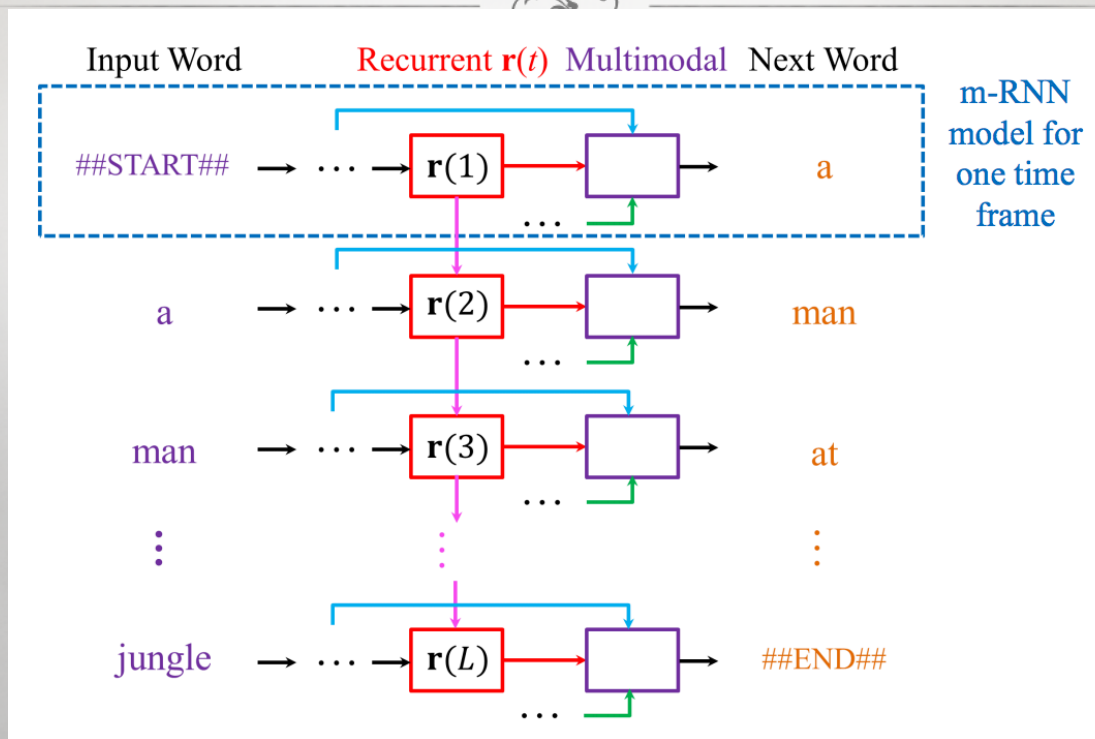 Input Word Recurrent r(t) Multimodal Next Word
m-RNN
model for
one time
frame
##START## ... r(1) a
...
a ... r(2) man
...
man ... r(3) at
...
⋮ ⋮ ⋮
jungle ... r(L) ##END##
...